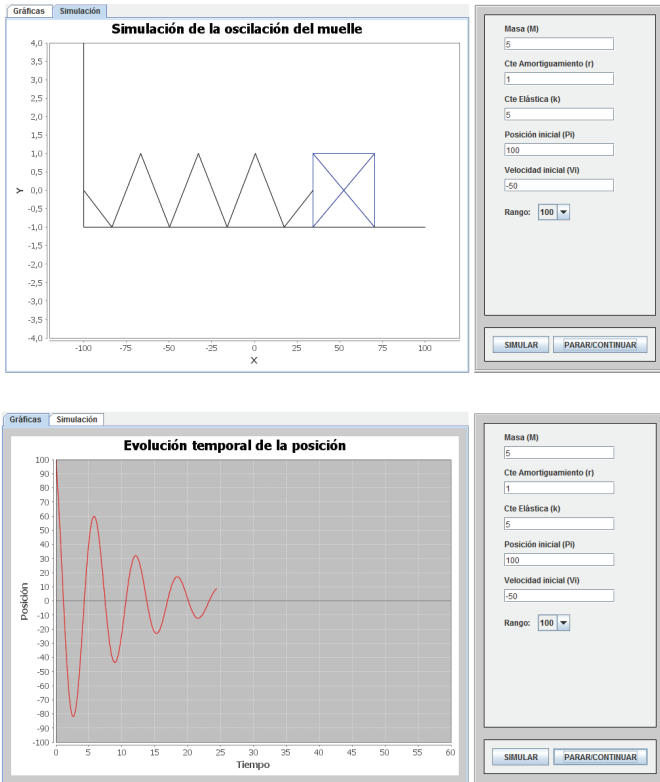 Gráficas Simulación
Simulación de la oscilación del muelle
4,0
3,5
3,0
2,5
2,0
1,5
1,0
0,5
0,0
-0,5
-1,0
-1,5
-2,0
-2,5
-3,0
-3,5
-4,0
Y
-100 -75 -50 -25 0 25 50 75 100
X
Masa (M)
5
Cte Amortiguamiento (r)
1
Cte Elástica (k)
5
Posición inicial (Pi)
100
Velocidad inicial (Vi)
-50
Rango: 100
SIMULAR PARAR/CONTINUAR
Gráficas Simulación
Evolución temporal de la posición
100
90
80
70
60
50
40
30
20
10
0
-10
-20
-30
-40
-50
-60
-70
-80
-90
-100
Posición
0 5 10 15 20 25 30 35 40 45 50 55 60
Tiempo
Masa (M)
5
Cte Amortiguamiento (r)
1
Cte Elástica (k)
5
Posición inicial (Pi)
100
Velocidad inicial (Vi)
-50
Rango: 100
SIMULAR PARAR/CONTINUAR